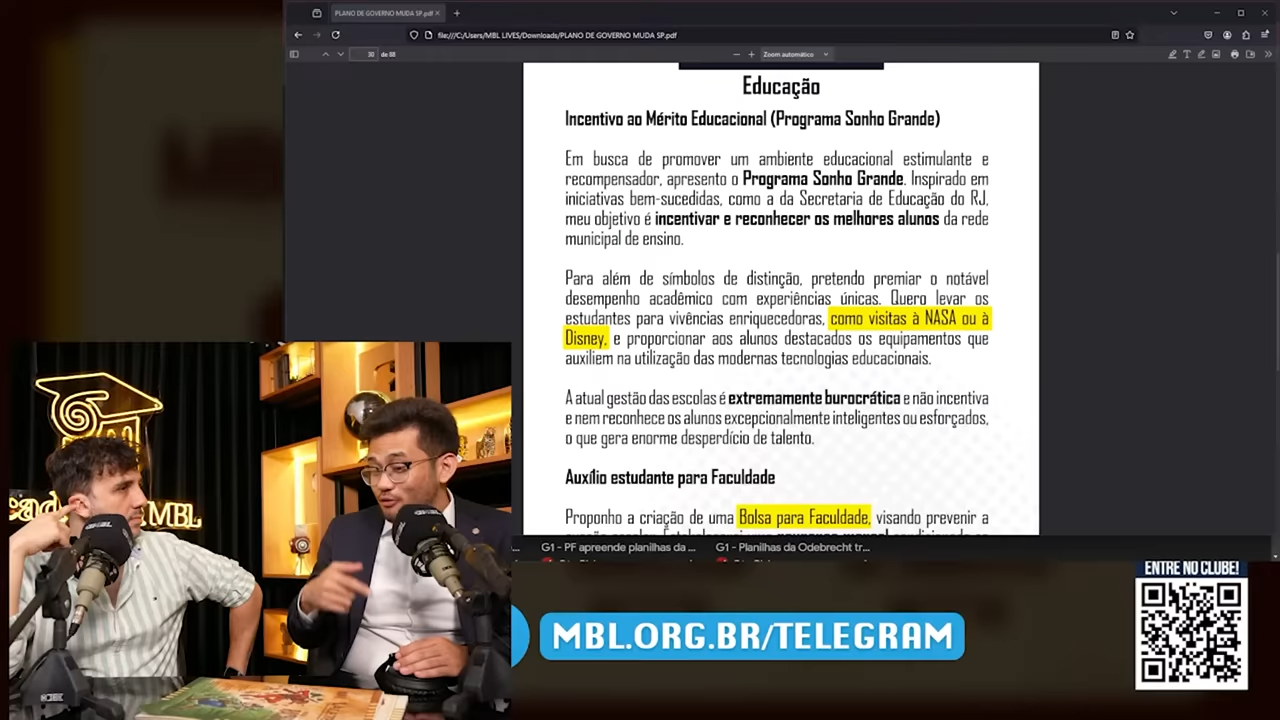 PLANO DE GOVERNO MUDA SP.pdf
file:///C:/Users/MBL LIVES/Downloads/PLANO DE GOVERNO MUDA SP.pdf
30 de 88
Zoom automático
Educação
Incentivo ao Mérito Educacional (Programa Sonho Grande)
Em busca de promover um ambiente educacional estimulante e
recompensador, apresento o Programa Sonho Grande. Inspirado em
iniciativas bem-sucedidas, como a da Secretaria de Educação do RJ,
meu objetivo é incentivar e reconhecer os melhores alunos da rede
municipal de ensino.
Para além de símbolos de distinção, pretendo premiar o notável
desempenho acadêmico com experiências únicas. Quero levar os
estudantes para vivências enriquecedoras, como visitas à NASA ou à
Disney, e proporcionar aos alunos destacados os equipamentos que
auxiliem na utilização das modernas tecnologias educacionais.
A atual gestão das escolas é extremamente burocrática e não incentiva
e nem reconhece os alunos excepcionalmente inteligentes ou esforçados,
o que gera enorme desperdício de talento.
Auxílio estudante para Faculdade
Proponho a criação de uma Bolsa para Faculdade, visando prevenir a
G1 - PF apreende planilhas da ...
G1 - Planilhas da Odebrecht tr...
ENTRE NO CLUBE!
MBL.ORG.BR/TELEGRAM
MBL